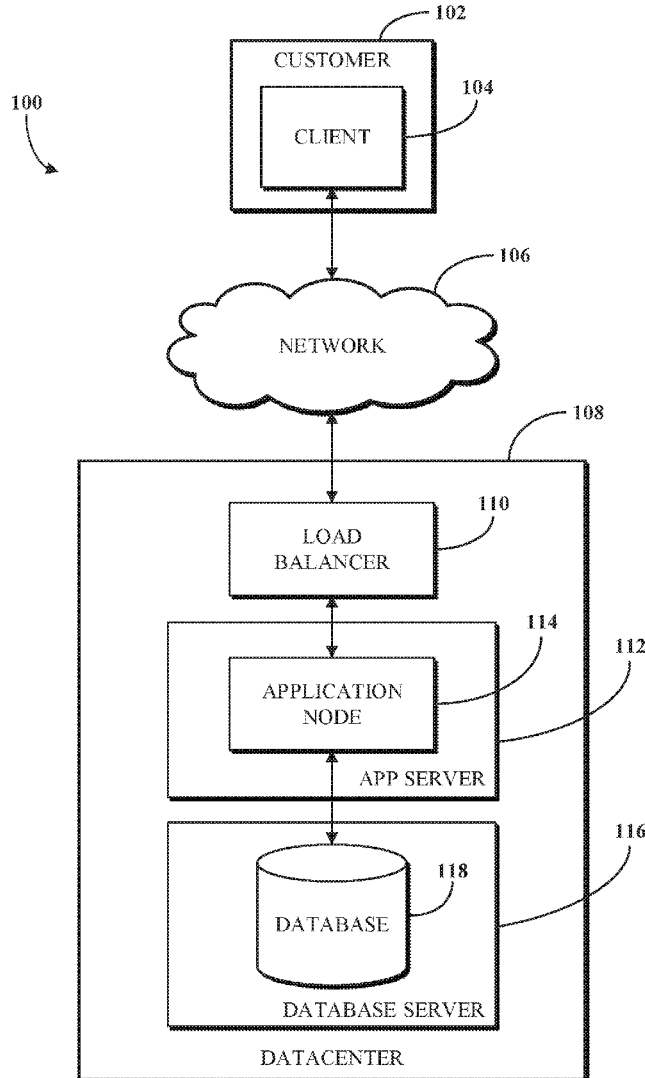 102
CUSTOMER
104
100
CLIENT
106
NETWORK
108
110
LOAD
BALANCER
114
112
APPLICATION
NODE
APP SERVER
116
118
DATABASE
DATABASE SERVER
DATACENTER